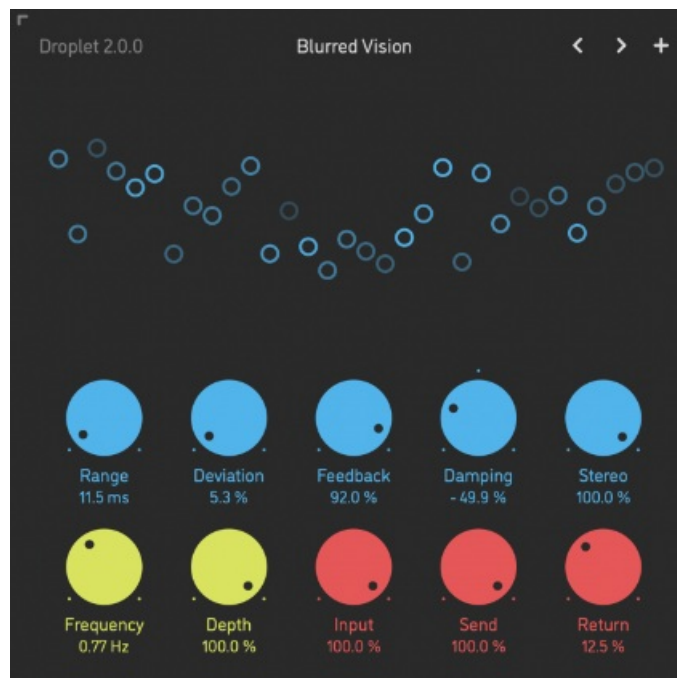 Droplet 2.0.0 Blurred Vision < > +
Range Deviation Feedback Damping Stereo
11.5 ms 5.3 % 92.0 % - 49.9 % 100.0 %
Frequency Depth Input Send Return
0.77 Hz 100.0 % 100.0 % 100.0 % 12.5 %